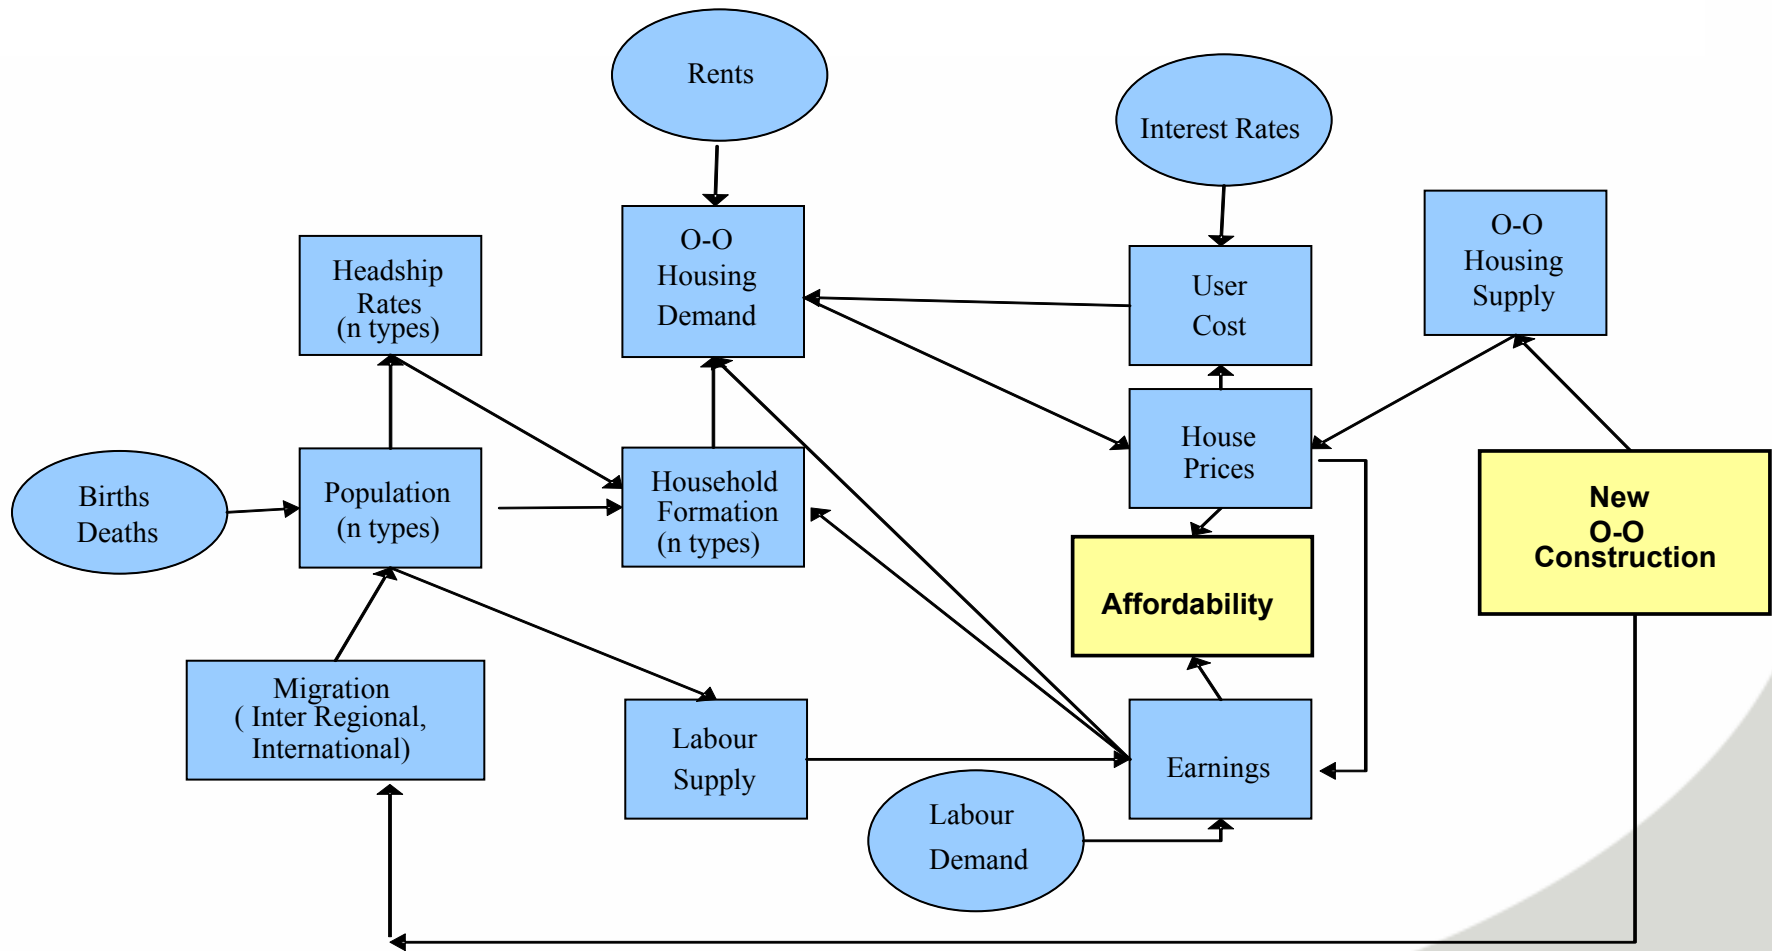 Rents
Interest Rates
O-O
Housing
Demand
O-O
Housing
Supply
Headship
Rates
(n types)
User
Cost
House
Prices
Births
Deaths
Population
(n types)
Household
Formation
(n types)
New
O-O
Construction
Affordability
Migration
( Inter Regional,
International)
Labour
Supply
Earnings
Labour
Demand